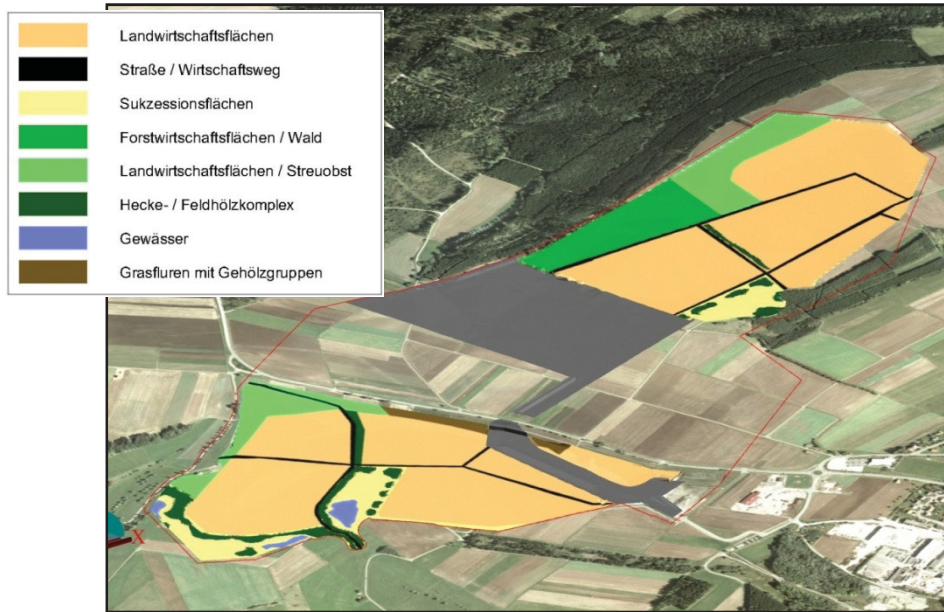 Landwirtschaftsflächen
Straße / Wirtschaftsweg
Sukzessionsflächen
Forstwirtschaftsflächen / Wald
Landwirtschaftsflächen / Streuobst
Hecke- / Feldhölzkomplex
Gewässer
Grasfluren mit Gehölzgruppen
X